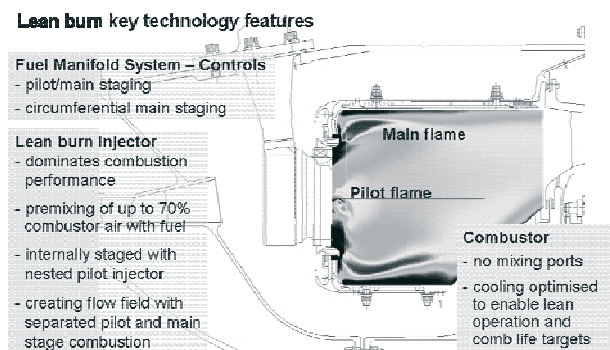 Lean burn key technology features
Fuel Manifold System – Controls
- pilot/main staging
- circumferential main staging
Lean burn Injector
- dominates combustion
performance
- premixing of up to 70%
combustor air with fuel
- internally staged with
nested pilot injector
- creating flow field with
separated pilot and main
stage combustion
Main flame
Pilot flame
Combustor
- no mixing ports
- cooling optimised
to enable lean
operation and
comb life targets